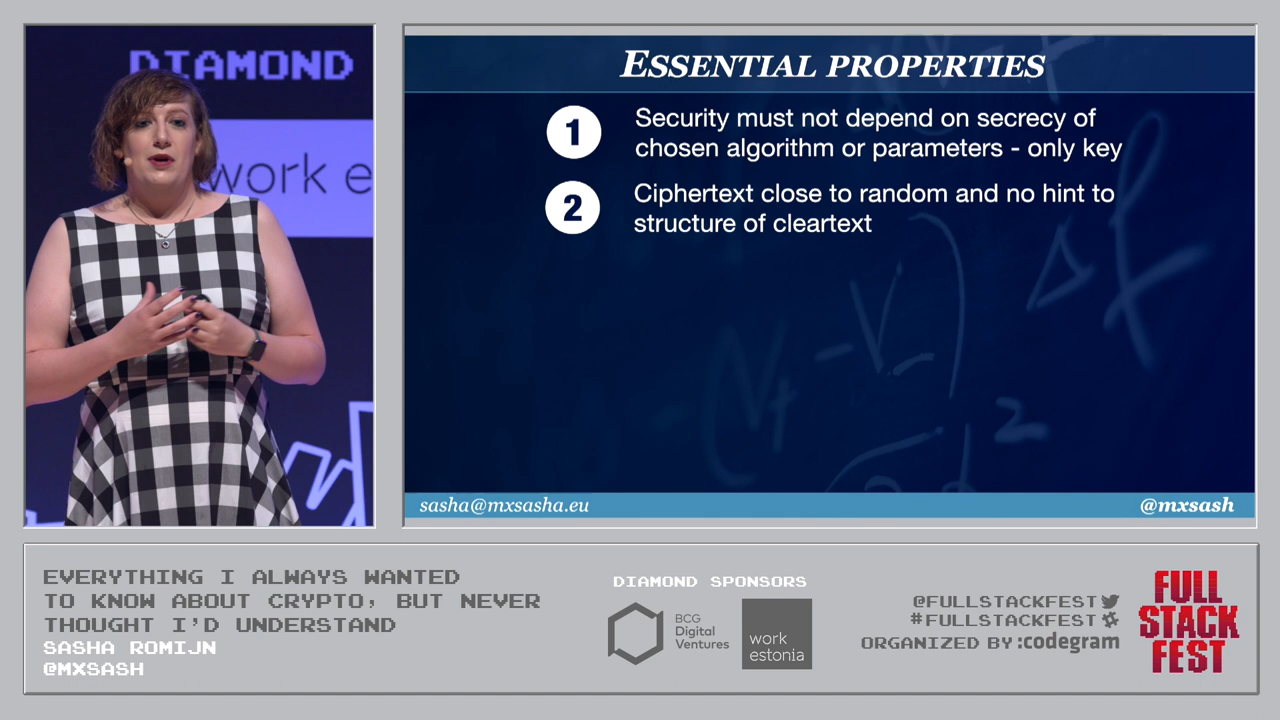 DIAMOND
work e
ESSENTIAL PROPERTIES
1
Security must not depend on secrecy of
chosen algorithm or parameters - only key
2
Ciphertext close to random and no hint to
structure of cleartext
sasha@mxsasha.eu
@mxsash
EVERYTHING I ALWAYS WANTED
TO KNOW ABOUT CRYPTO, BUT NEVER
THOUGHT I'D UNDERSTAND
SASHA ROMIJN
@MXSASH
DIAMOND SPONSORS
BCG
Digital
Ventures
work
estonia
@FULLSTACKFEST
#FULLSTACKFEST
ORGANIZED BY :codegram
FULL
STACK
FEST